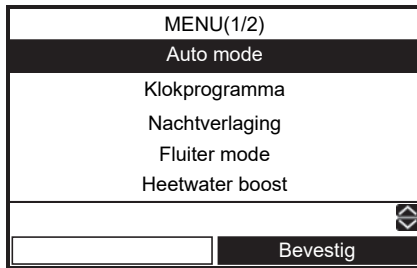 MENU(1/2)
Auto mode
Klokprogramma
Nachtverlaging
Fluiter mode
Heetwater boost
Bevestig